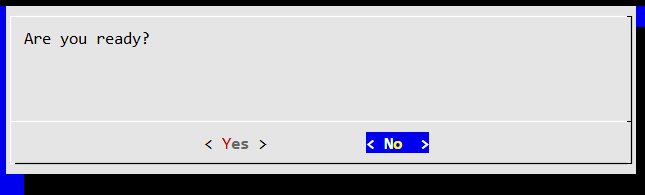 Are you ready?
< Yes > < No >